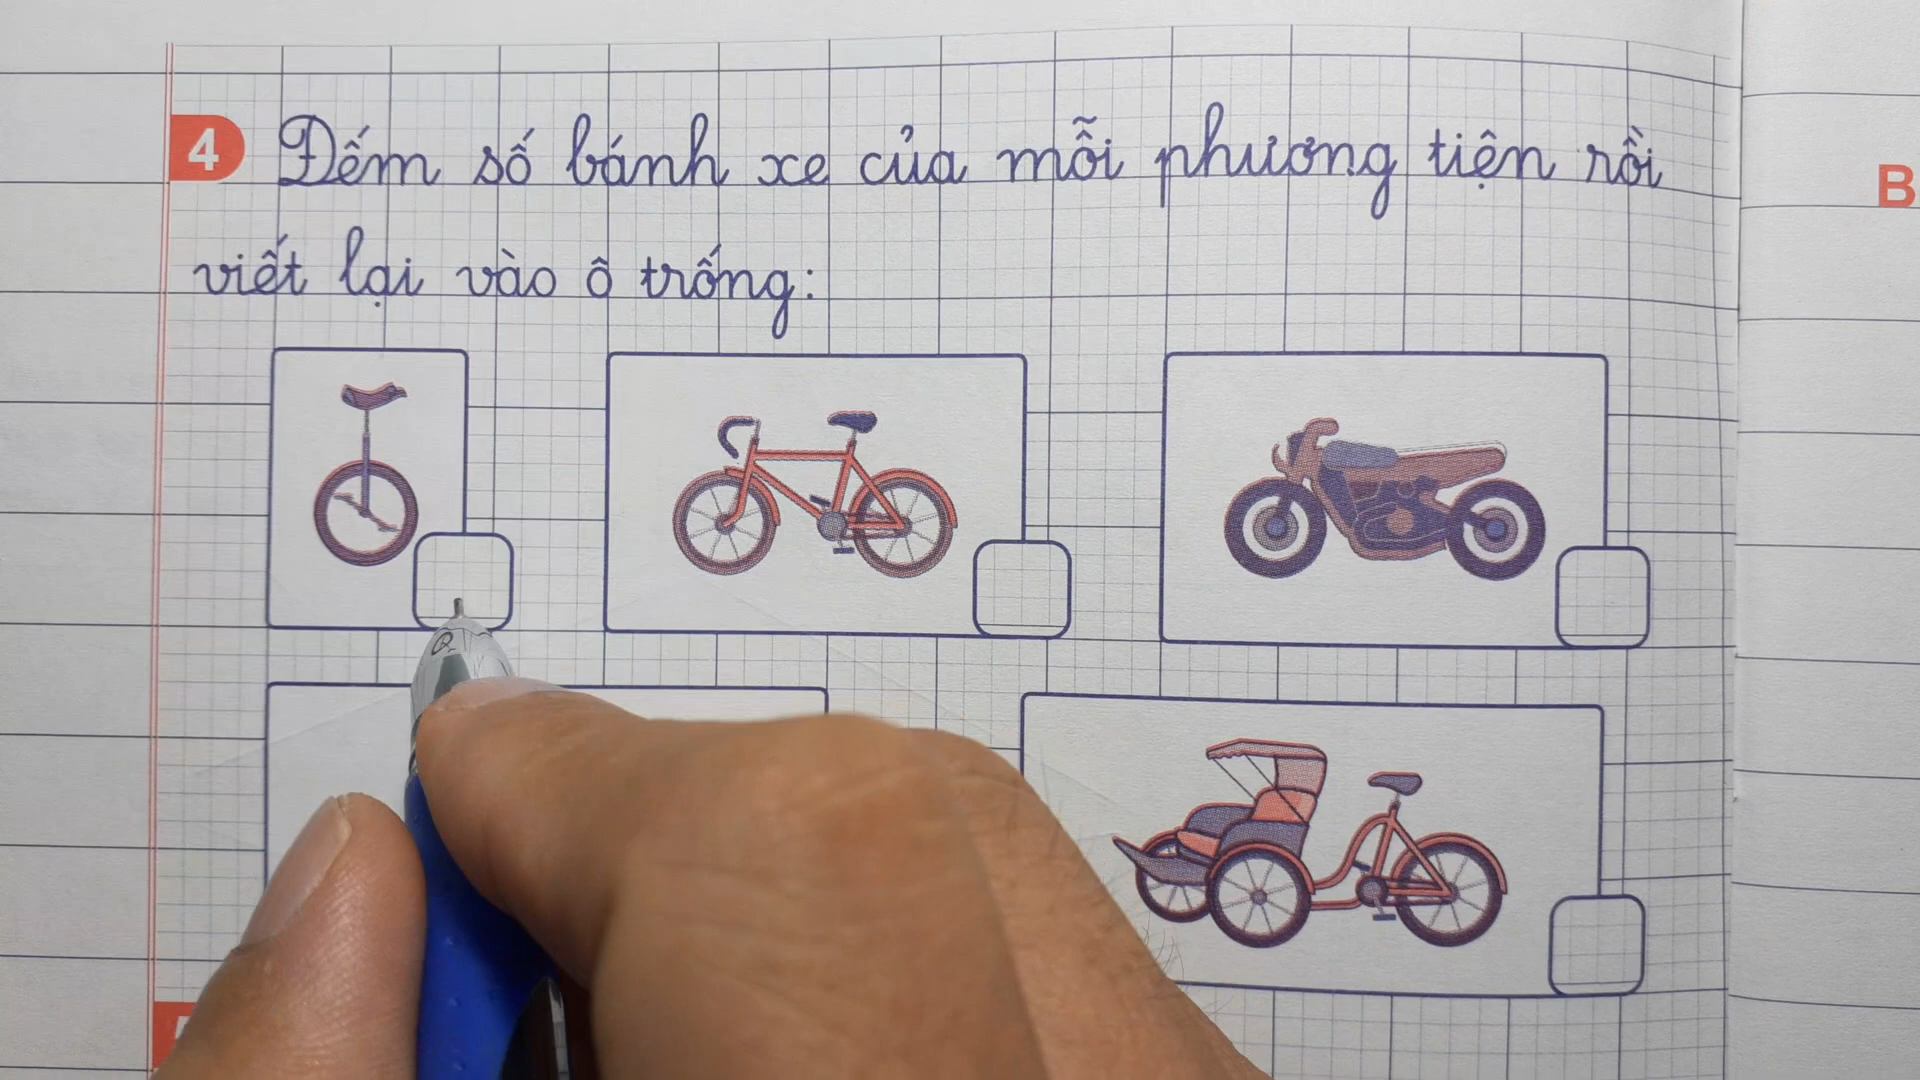 4 Đếm số bánh xe của mỗi phương tiện rồi
viết lại vào ô trống:
B